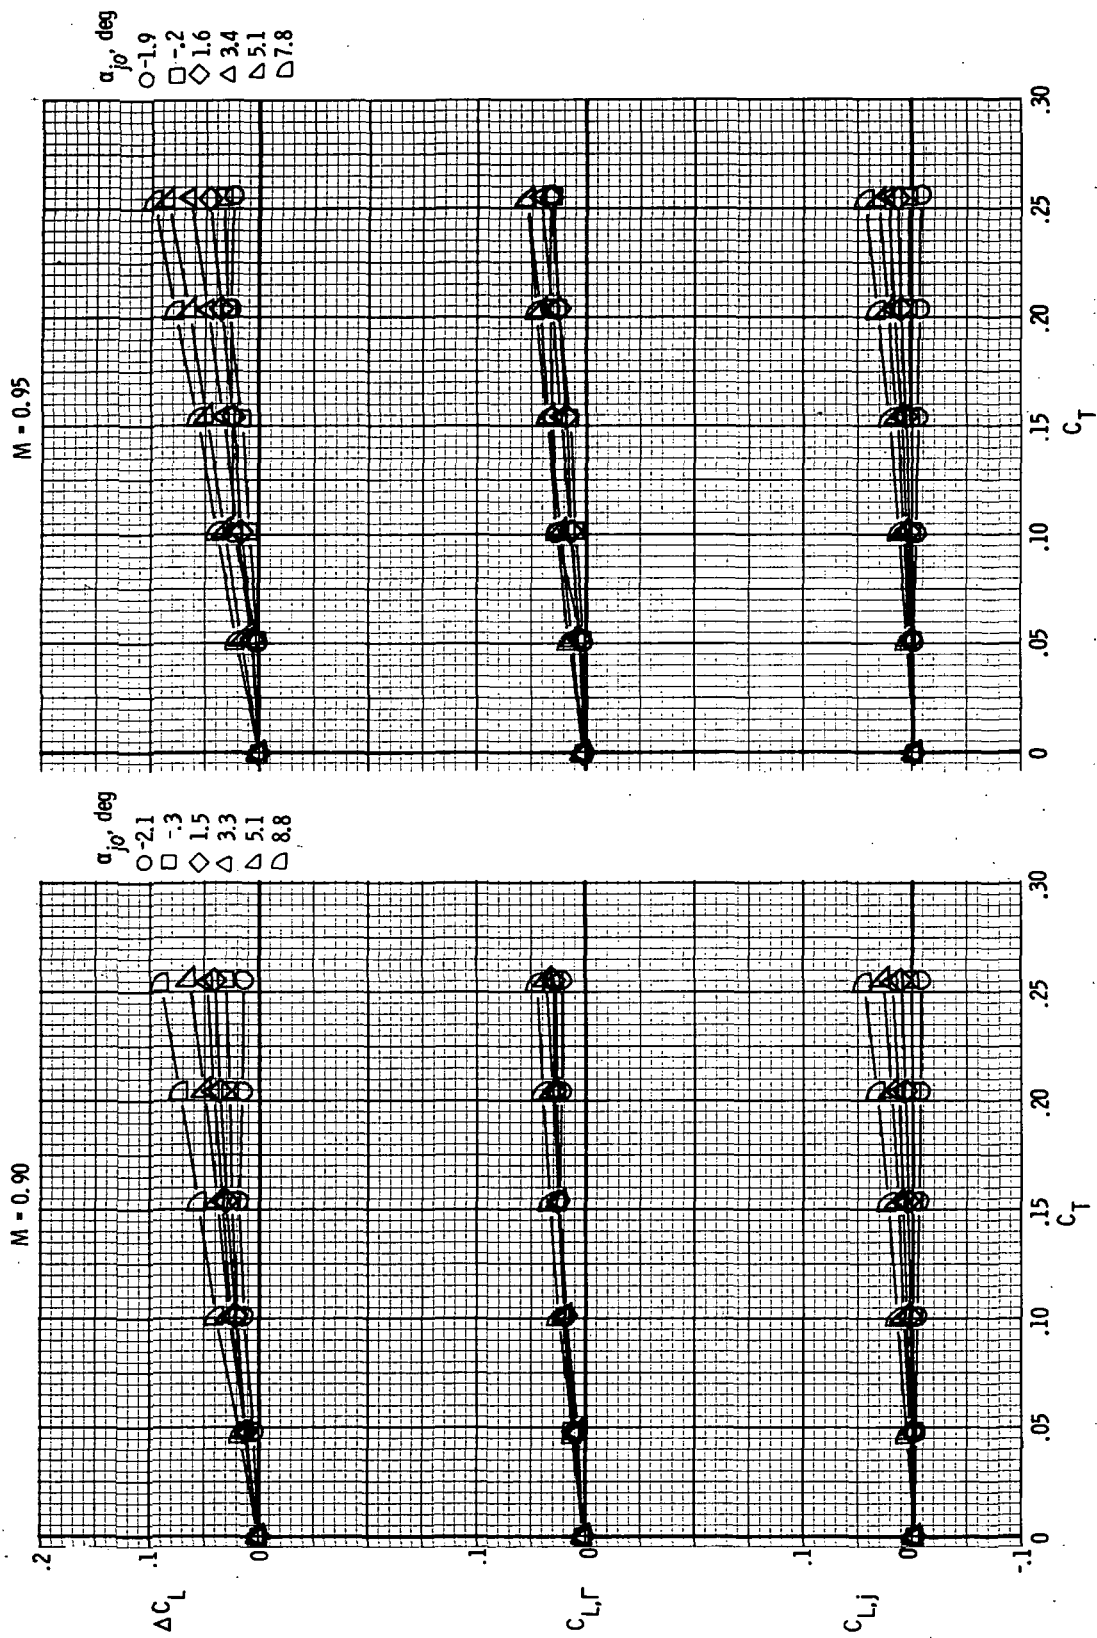 M = 0.90
α_jo, deg
○ -2.1
□ -.3
◇ 1.5
△ 3.3
◺ 5.1
D 8.8
M = 0.95
α_jo, deg
○ -1.9
□ -.2
◇ 1.6
△ 3.4
◺ 5.1
D 7.8
.2
.1
0
ΔC_L
.1
0
C_L,Γ
.1
0
-.1
C_L,j
0 .05 .10 .15 .20 .25 .30
C_T
0 .05 .10 .15 .20 .25 .30
C_T